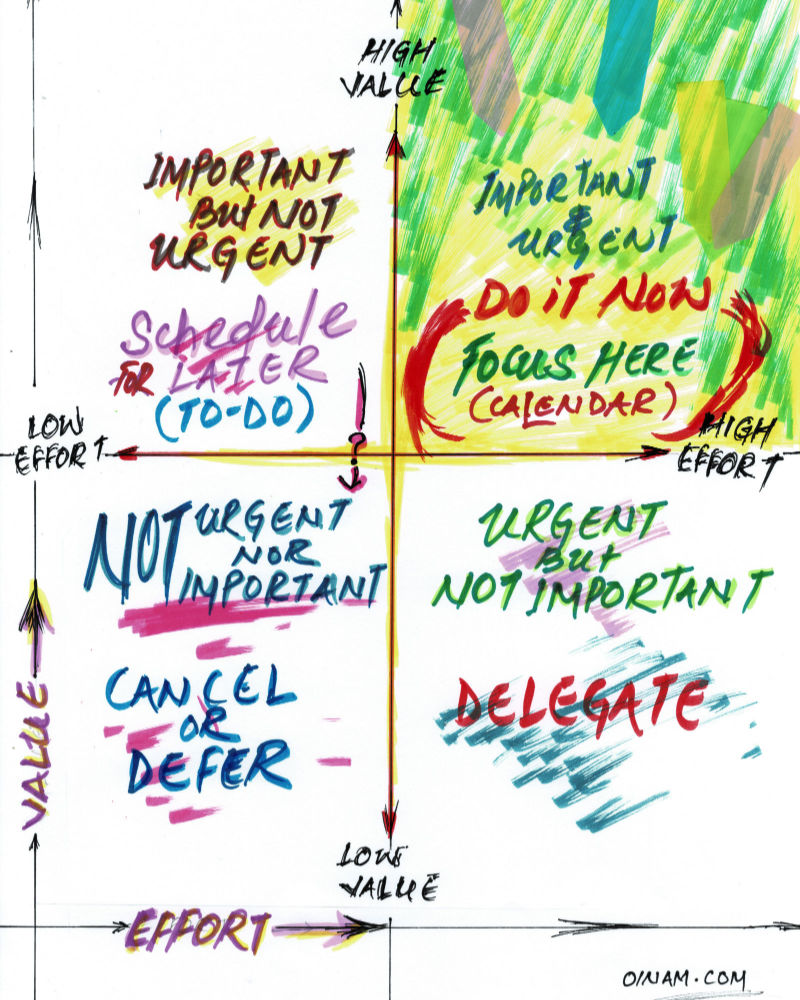 HIGH
VALUE
IMPORTANT
But NOT
URGENT
Schedule
FOR LATER
(TO-DO)
IMPORTANT
&
URGENT
DO iT NOW
FOCUS HERE
(CALENDAR)
LOW
EFFORT
?
HIGH
EFFORT
NOT URGENT
NOR
IMPORTANT
CANCEL
OR
DEFER
URGENT
But
NOT IMPORTANT
DELEGATE
VALUE
LOW
VALUE
EFFORT
OINAM.COM